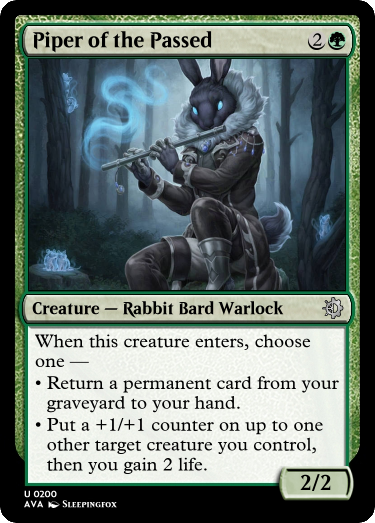 Piper of the Passed 2
Creature — Rabbit Bard Warlock
When this creature enters, choose
one —
• Return a permanent card from your
graveyard to your hand.
• Put a +1/+1 counter on up to one
other target creature you control,
then you gain 2 life.
2/2
U 0200
AVA SLEEPINGFOX